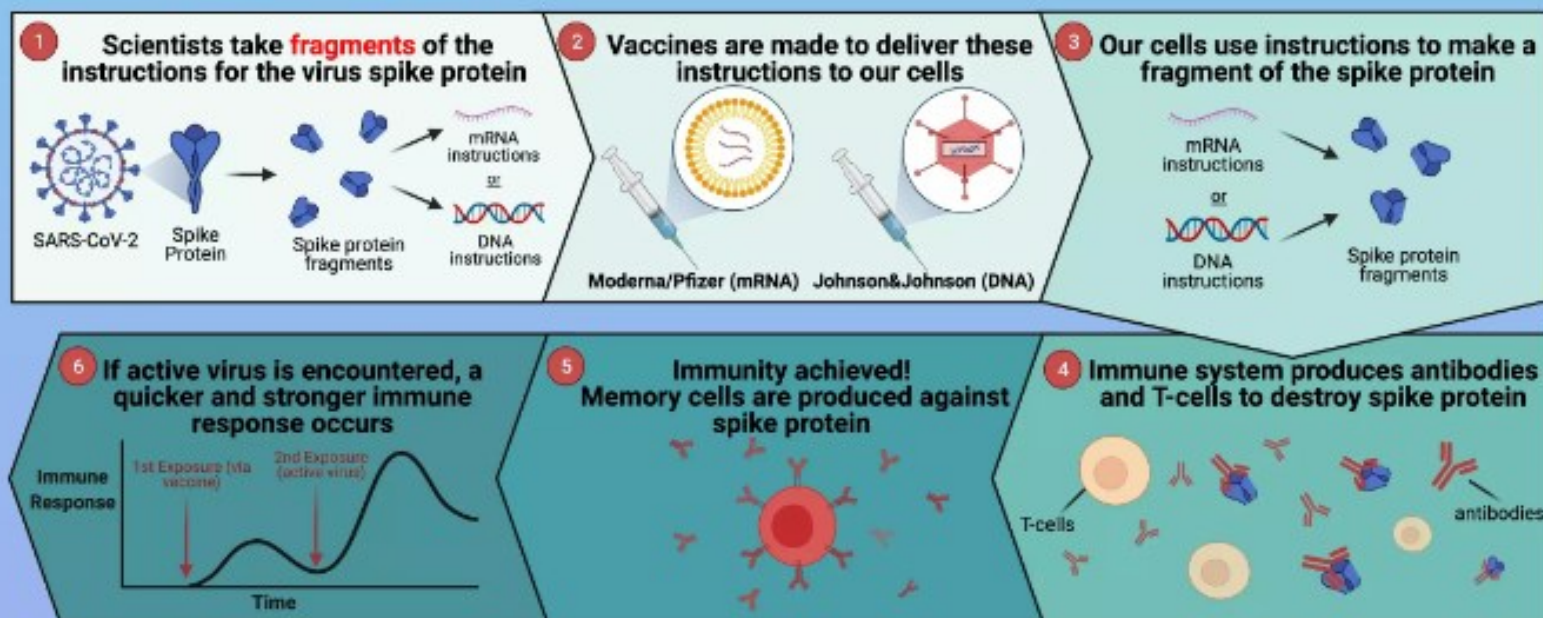 1
Scientists take fragments of the
instructions for the virus spike protein
SARS-CoV-2
Spike
Protein
Spike protein
fragments
mRNA
instructions
or
DNA
instructions
2
Vaccines are made to deliver these
instructions to our cells
Moderna/Pfizer (mRNA)
Johnson&Johnson (DNA)
3
Our cells use instructions to make a
fragment of the spike protein
mRNA
instructions
or
DNA
instructions
Spike protein
fragments
4
Immune system produces antibodies
and T-cells to destroy spike protein
T-cells
antibodies
5
Immunity achieved!
Memory cells are produced against
spike protein
6
If active virus is encountered, a
quicker and stronger immune
response occurs
Immune
Response
1st Exposure (via
vaccine)
2nd Exposure
(active virus)
Time